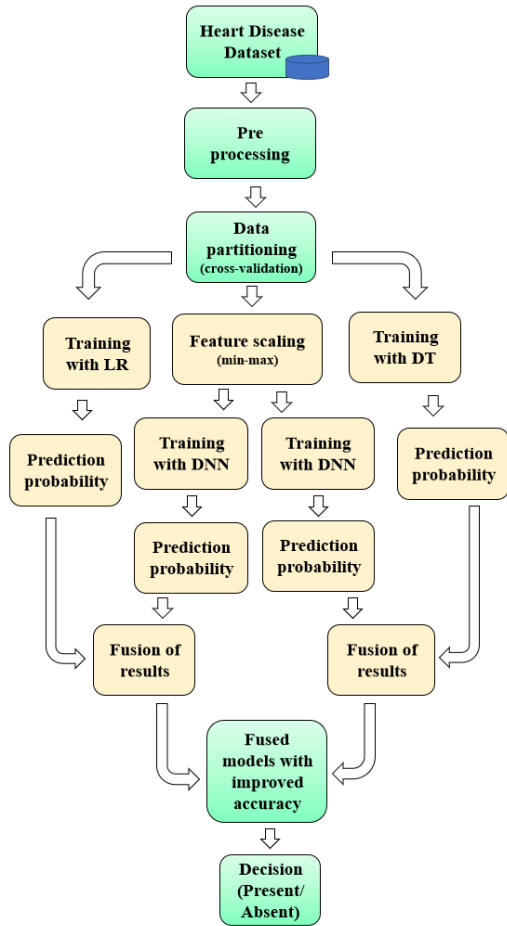 Heart Disease
Dataset
Pre
processing
Data
partitioning
(cross-validation)
Training
with LR
Feature scaling
(min-max)
Training
with DT
Prediction
probability
Training
with DNN
Training
with DNN
Prediction
probability
Prediction
probability
Prediction
probability
Fusion of
results
Fusion of
results
Fused
models with
improved
accuracy
Decision
(Present/
Absent)